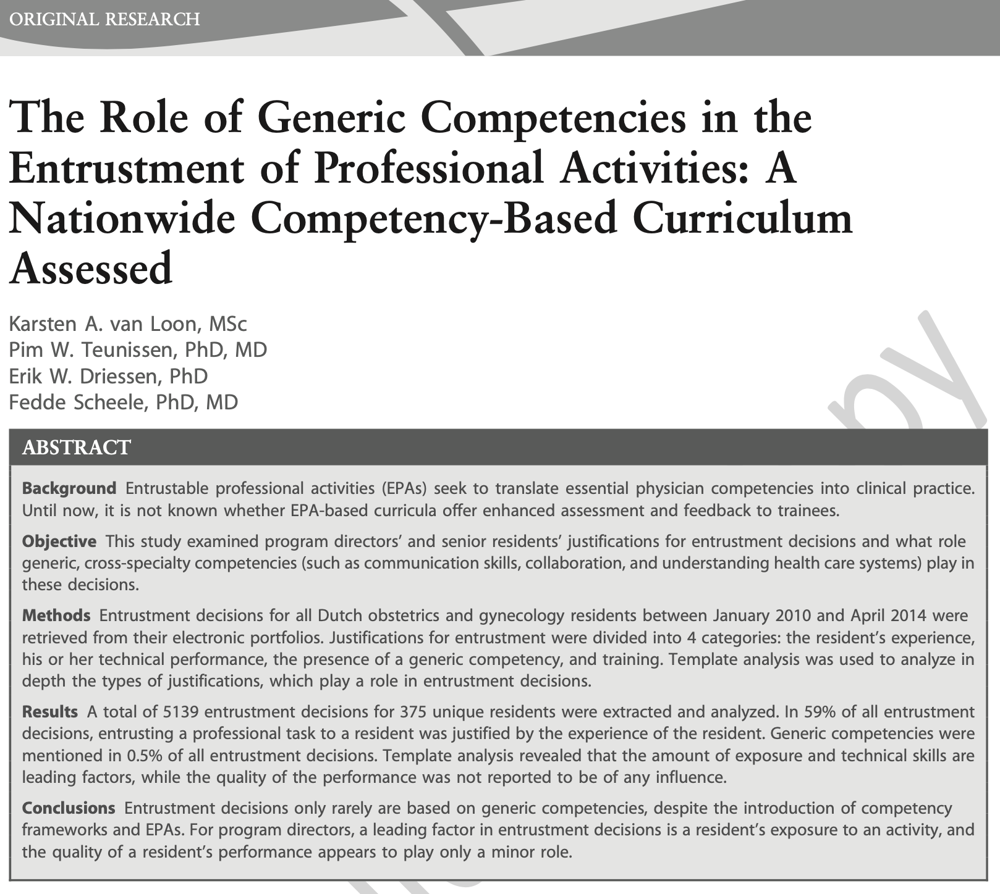 ORIGINAL RESEARCH
The Role of Generic Competencies in the
Entrustment of Professional Activities: A
Nationwide Competency-Based Curriculum
Assessed
Karsten A. van Loon, MSc
Pim W. Teunissen, PhD, MD
Erik W. Driessen, PhD
Fedde Scheele, PhD, MD
py
ABSTRACT
Background Entrustable professional activities (EPAs) seek to translate essential physician competencies into clinical practice.
Until now, it is not known whether EPA-based curricula offer enhanced assessment and feedback to trainees.
Objective This study examined program directors’ and senior residents’ justifications for entrustment decisions and what role
generic, cross-specialty competencies (such as communication skills, collaboration, and understanding health care systems) play in
these decisions.
Methods Entrustment decisions for all Dutch obstetrics and gynecology residents between January 2010 and April 2014 were
retrieved from their electronic portfolios. Justifications for entrustment were divided into 4 categories: the resident’s experience,
his or her technical performance, the presence of a generic competency, and training. Template analysis was used to analyze in
depth the types of justifications, which play a role in entrustment decisions.
Results A total of 5139 entrustment decisions for 375 unique residents were extracted and analyzed. In 59% of all entrustment
decisions, entrusting a professional task to a resident was justified by the experience of the resident. Generic competencies were
mentioned in 0.5% of all entrustment decisions. Template analysis revealed that the amount of exposure and technical skills are
leading factors, while the quality of the performance was not reported to be of any influence.
Conclusions Entrustment decisions only rarely are based on generic competencies, despite the introduction of competency
frameworks and EPAs. For program directors, a leading factor in entrustment decisions is a resident’s exposure to an activity, and
the quality of a resident’s performance appears to play only a minor role.